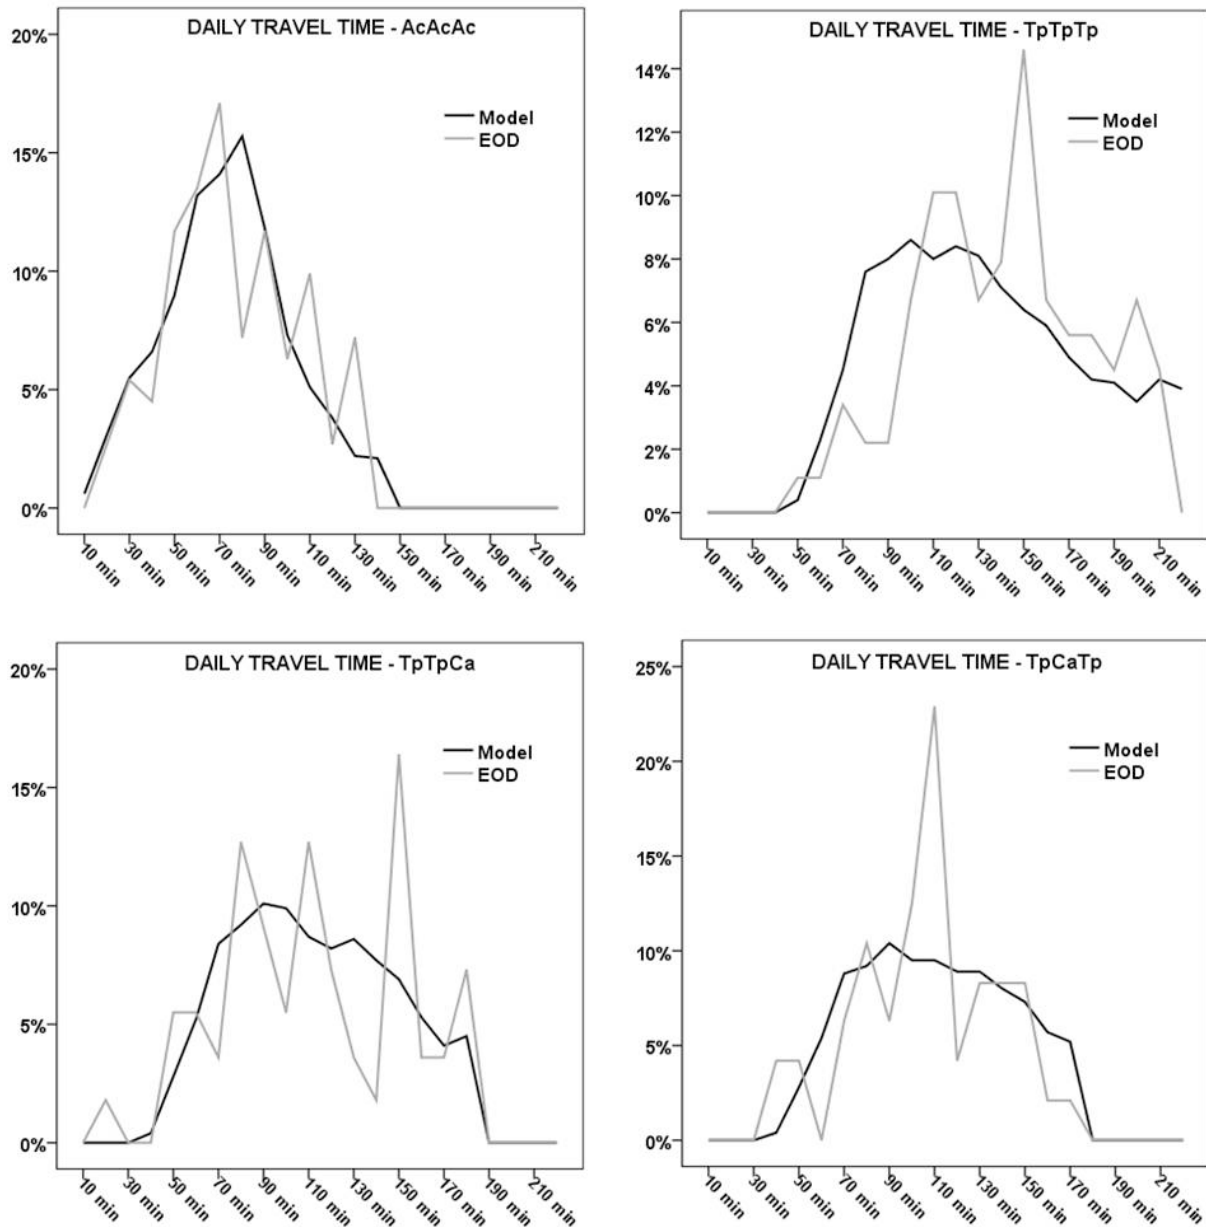 DAILY TRAVEL TIME - AcAcAc
20%
15%
10%
5%
0%
Model
EOD
10 min
30 min
50 min
70 min
90 min
110 min
130 min
150 min
170 min
190 min
210 min
DAILY TRAVEL TIME - TpTpTp
14%
12%
10%
8%
6%
4%
2%
0%
Model
EOD
10 min
30 min
50 min
70 min
90 min
110 min
130 min
150 min
170 min
190 min
210 min
DAILY TRAVEL TIME - TpTpCa
20%
15%
10%
5%
0%
Model
EOD
10 min
30 min
50 min
70 min
90 min
110 min
130 min
150 min
170 min
190 min
210 min
DAILY TRAVEL TIME - TpCaTp
25%
20%
15%
10%
5%
0%
Model
EOD
10 min
30 min
50 min
70 min
90 min
110 min
130 min
150 min
170 min
190 min
210 min